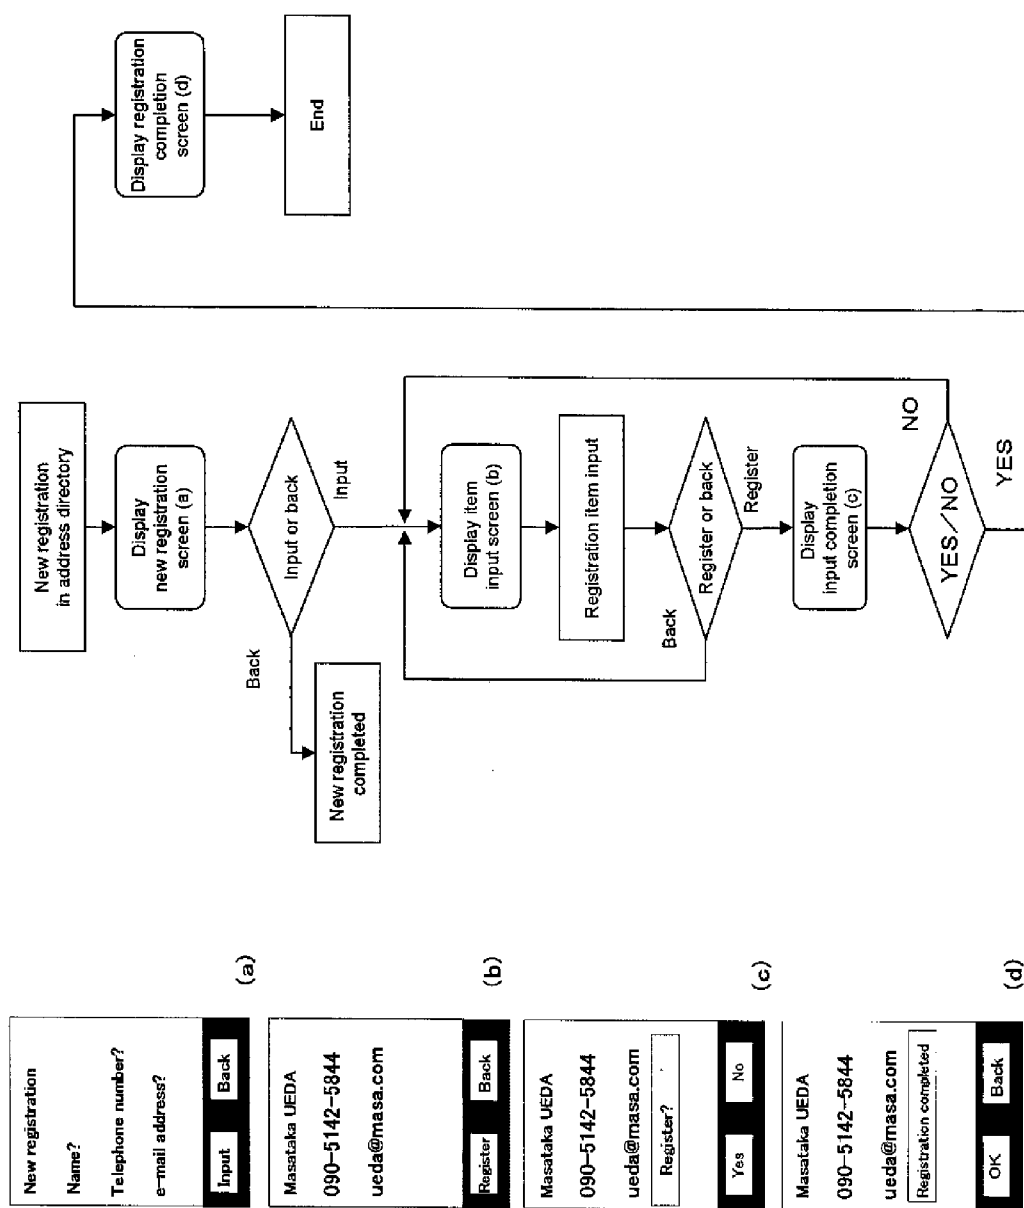 New registration
Name?
Telephone number?
e-mail address?
Input
Back
(a)
Masataka UEDA
090-5142-5844
ueda@masa.com
Register
Back
(b)
Masataka UEDA
090-5142-5844
ueda@masa.com
Register?
Yes
No
(c)
Masataka UEDA
090-5142-5844
ueda@masa.com
Registration completed
OK
Back
(d)
New registration
in address directory
Display
new registration
screen (a)
Input or back
Back
Input
New registration
completed
Display item
input screen (b)
Registration item input
Register or back
Back
Register
Display
input completion
screen (c)
YES/NO
NO
YES
Display registration
completion
screen (d)
End